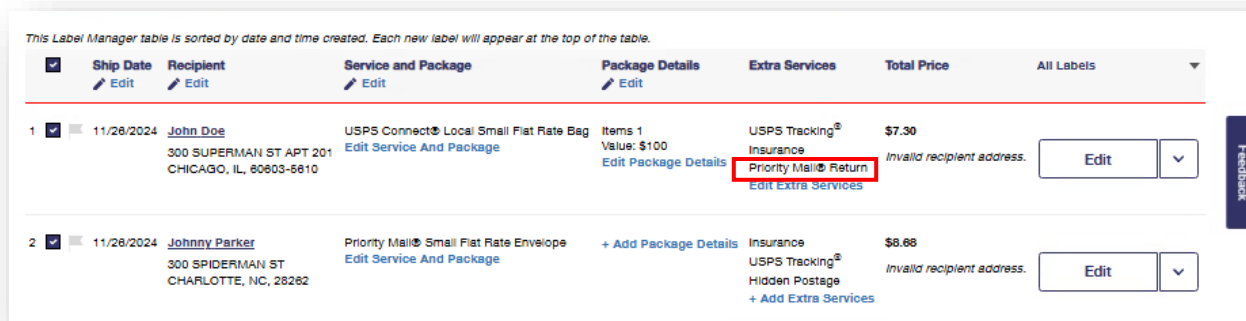 This Label Manager table is sorted by date and time created. Each new label will appear at the top of the table.
Ship Date Recipient Service and Package Package Details Extra Services Total Price All Labels
Edit Edit Edit Edit
1 11/26/2024 John Doe USPS Connect® Local Small Flat Rate Bag Items 1 USPS Tracking® $7.30
300 SUPERMAN ST APT 201 Edit Service And Package Value: $100 Insurance Invalid recipient address. Edit
CHICAGO, IL, 60603-5610 Edit Package Details Priority Mail® Return
Edit Extra Services
Feedback
2 11/26/2024 Johnny Parker Priority Mail® Small Flat Rate Envelope + Add Package Details Insurance $8.68
300 SPIDERMAN ST Edit Service And Package USPS Tracking® Invalid recipient address. Edit
CHARLOTTE, NC, 28262 Hidden Postage
+ Add Extra Services